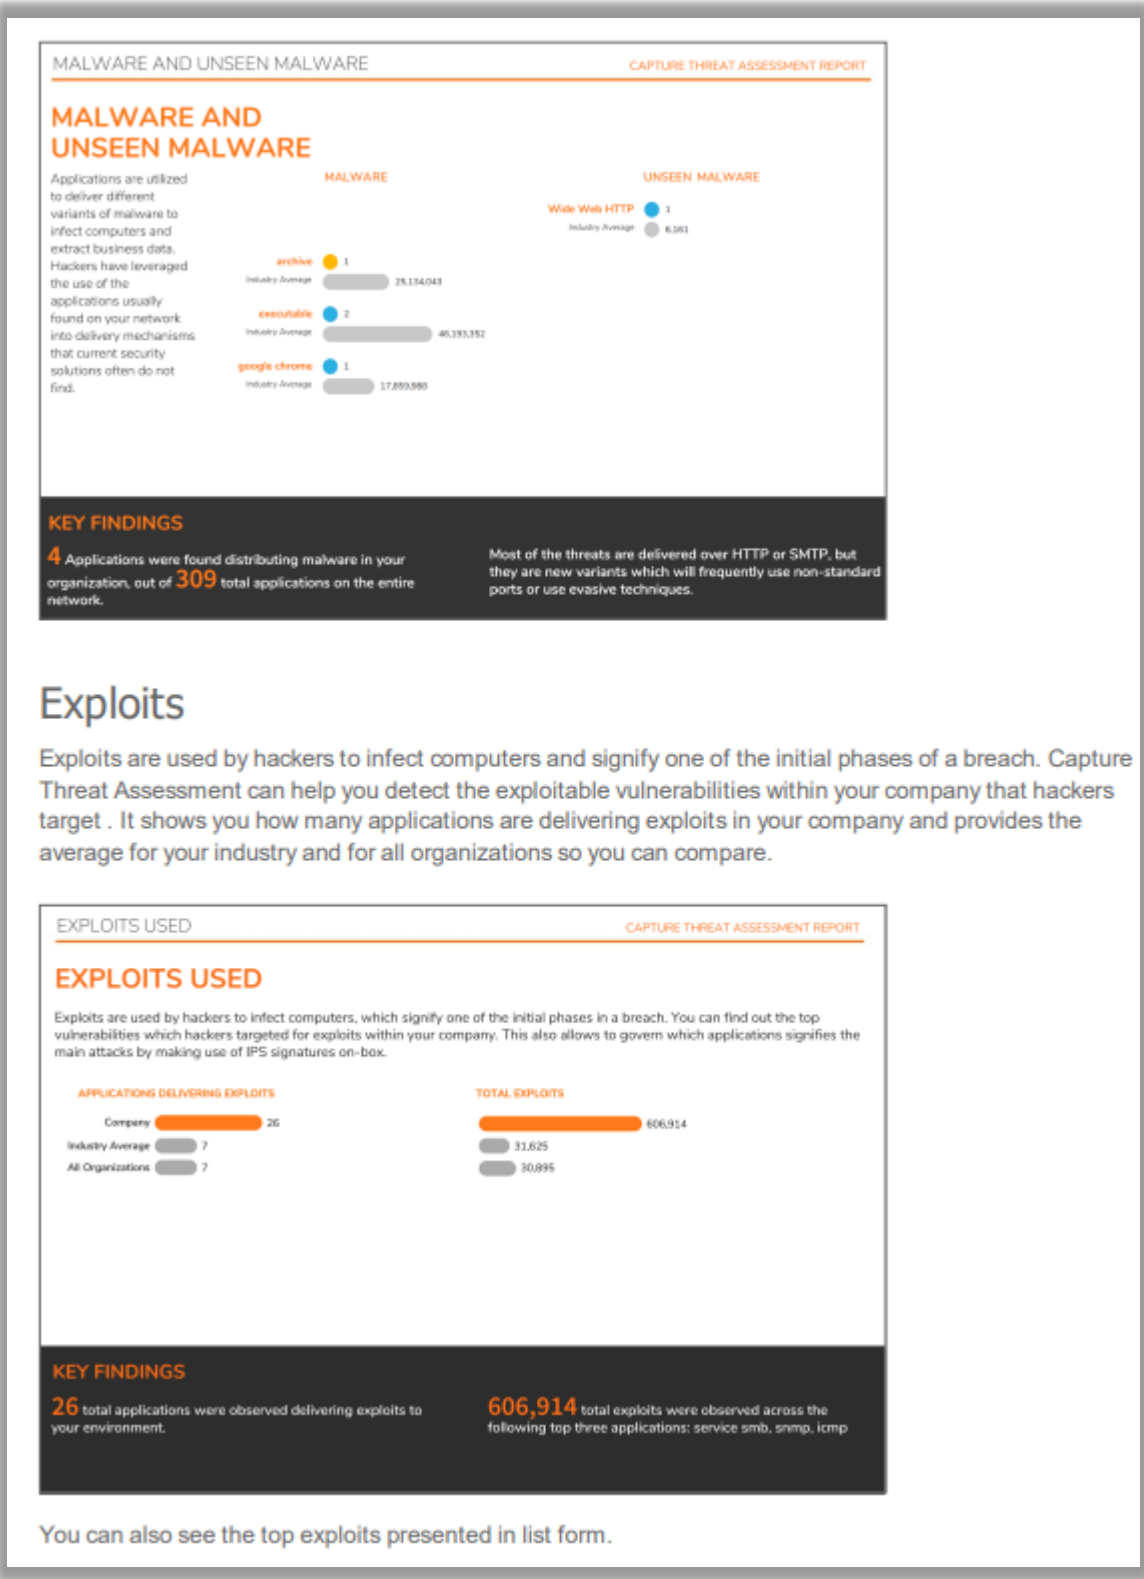 MALWARE AND UNSEEN MALWARE
CAPTURE THREAT ASSESSMENT REPORT
MALWARE AND
UNSEEN MALWARE
Applications are utilized
to deliver different
variants of malware to
infect computers and
extract business data.
Hackers have leveraged
the use of the
applications usually
found on your network
into delivery mechanisms
that current security
solutions often do not
find.
MALWARE
archive 1
Industry Average 25,134,043
executable 2
Industry Average 46,193,352
google chrome 1
Industry Average 17,859,988
UNSEEN MALWARE
Wide Web HTTP 1
Industry Average 6,161
KEY FINDINGS
4 Applications were found distributing malware in your
organization, out of 309 total applications on the entire
network.
Most of the threats are delivered over HTTP or SMTP, but
they are new variants which will frequently use non-standard
ports or use evasive techniques.
Exploits
Exploits are used by hackers to infect computers and signify one of the initial phases of a breach. Capture
Threat Assessment can help you detect the exploitable vulnerabilities within your company that hackers
target . It shows you how many applications are delivering exploits in your company and provides the
average for your industry and for all organizations so you can compare.
EXPLOITS USED
CAPTURE THREAT ASSESSMENT REPORT
EXPLOITS USED
Exploits are used by hackers to infect computers, which signify one of the initial phases in a breach. You can find out the top
vulnerabilities which hackers targeted for exploits within your company. This also allows to govern which applications signifies the
main attacks by making use of IPS signatures on-box.
APPLICATIONS DELIVERING EXPLOITS
Company 26
Industry Average 7
All Organizations 7
TOTAL EXPLOITS
606,914
31,625
30,895
KEY FINDINGS
26 total applications were observed delivering exploits to
your environment.
606,914 total exploits were observed across the
following top three applications: service smb, snmp, icmp
You can also see the top exploits presented in list form.